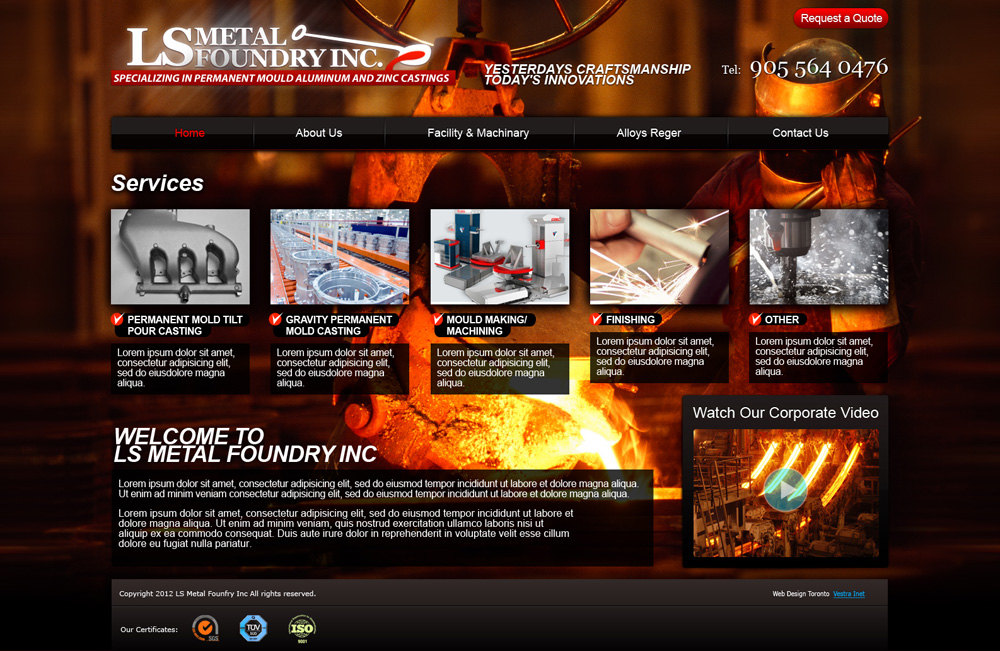 Request a Quote
LS METAL
FOUNDRY INC.
SPECIALIZING IN PERMANENT MOULD ALUMINUM AND ZINC CASTINGS
YESTERDAYS CRAFTSMANSHIP
TODAY'S INNOVATIONS
Tel: 905 564 0476
Home About Us Facility & Machinary Alloys Reger Contact Us
Services
PERMANENT MOLD TILT
POUR CASTING
Lorem ipsum dolor sit amet,
consectetur adipisicing elit,
sed do eiusdolore magna
aliqua.
GRAVITY PERMANENT
MOLD CASTING
Lorem ipsum dolor sit amet,
consectetur adipisicing elit,
sed do eiusdolore magna
aliqua.
MOULD MAKING/
MACHINING
Lorem ipsum dolor sit amet,
consectetur adipisicing elit,
sed do eiusdolore magna
aliqua.
FINISHING
Lorem ipsum dolor sit amet,
consectetur adipisicing elit,
sed do eiusdolore magna
aliqua.
OTHER
Lorem ipsum dolor sit amet,
consectetur adipisicing elit,
sed do eiusdolore magna
aliqua.
WELCOME TO
LS METAL FOUNDRY INC
Lorem ipsum dolor sit amet, consectetur adipisicing elit, sed do eiusmod tempor incididunt ut labore et dolore magna aliqua.
Ut enim ad minim veniam consectetur adipisicing elit, sed do eiusmod tempor incididunt ut labore et dolore magna aliqua.
Lorem ipsum dolor sit amet, consectetur adipisicing elit, sed do eiusmod tempor incididunt ut labore et
dolore magna aliqua. Ut enim ad minim veniam, quis nostrud exercitation ullamco laboris nisi ut
aliquip ex ea commodo consequat. Duis aute irure dolor in reprehenderit in voluptate velit esse cillum
dolore eu fugiat nulla pariatur.
Watch Our Corporate Video
Copyright 2012 LS Metal Founfry Inc All rights reserved.
Web Design Toronto Vestra Inet
Our Certificates:
SGS
TÜV
ISO
9001